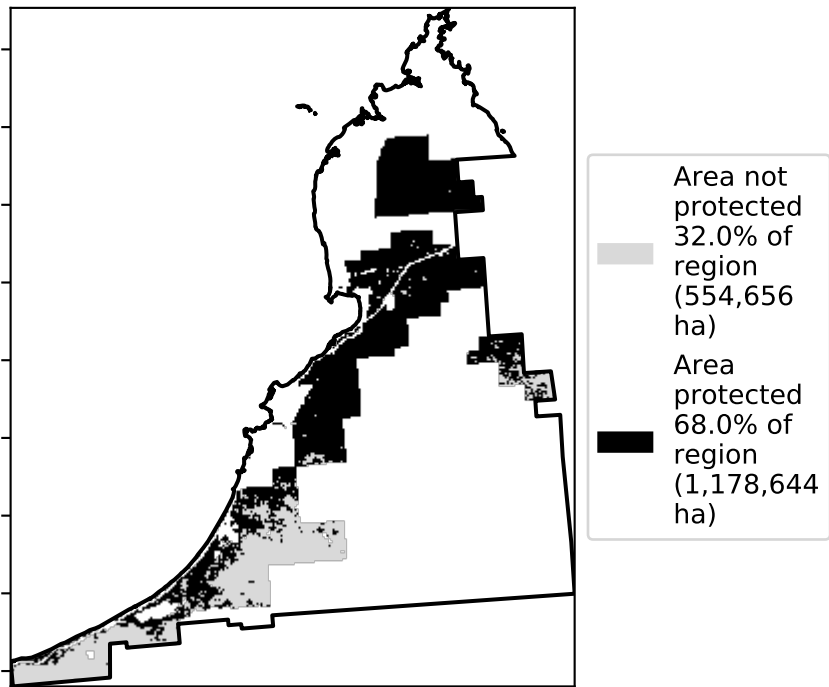 Area not
protected
32.0% of
region
(554,656
ha)
Area
protected
68.0% of
region
(1,178,644
ha)